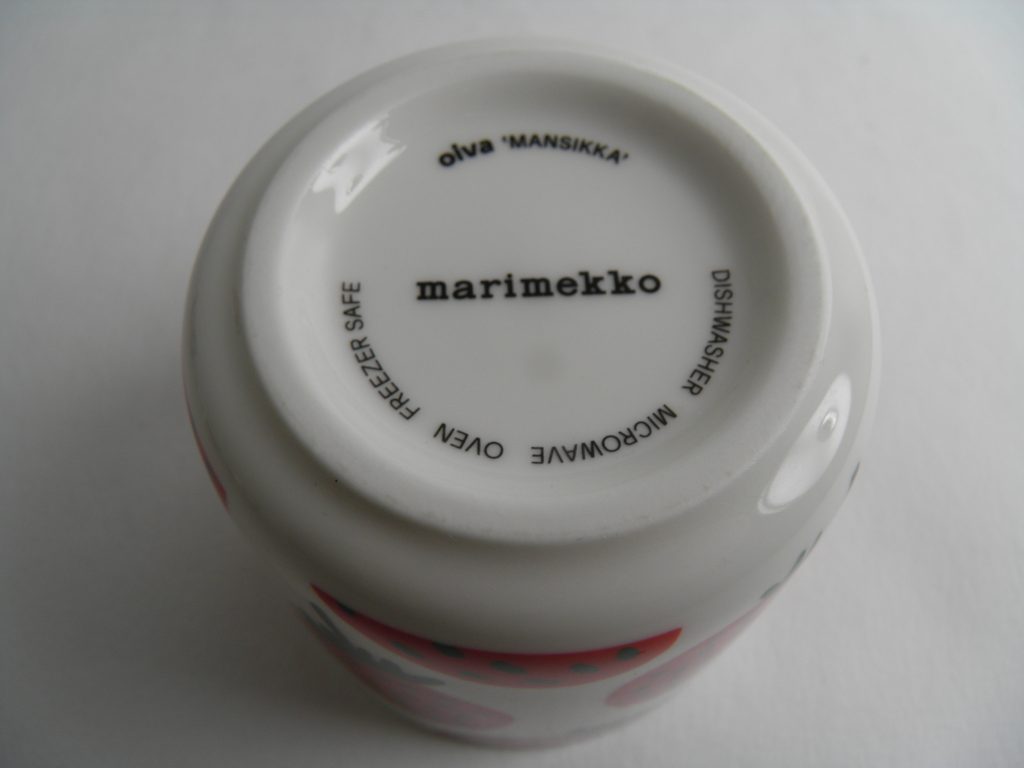 oiva 'MANSIKKA'
marimekko
DISHWASHER MICROWAVE OVEN FREEZER SAFE